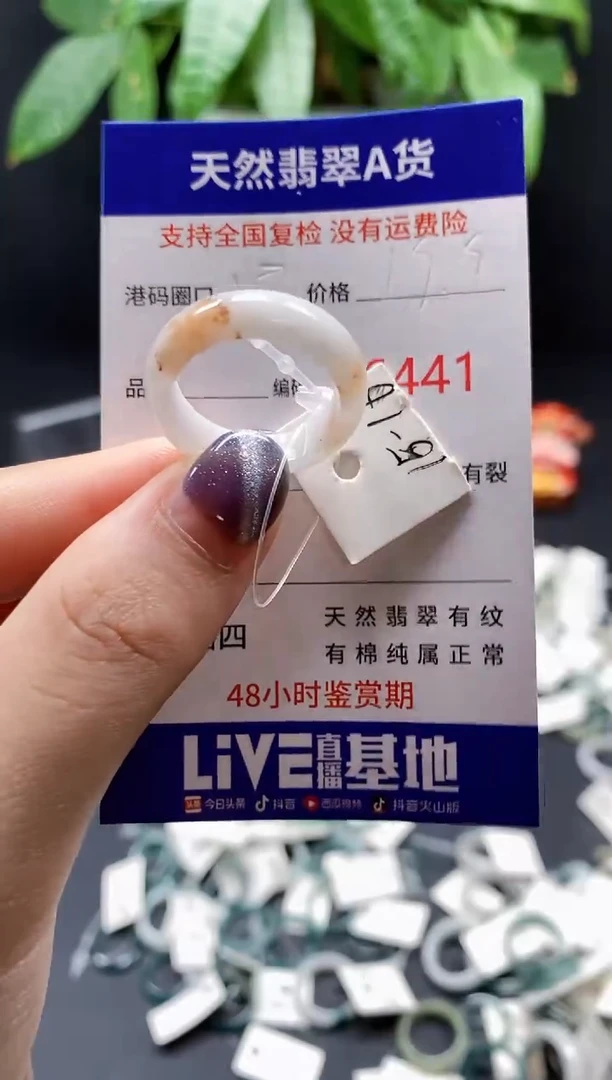 天然翡翠A货
支持全国复检 没有运费险
港码圈口 价格
品 编 441
有裂
四 天然翡翠有纹
有棉纯属正常
48小时鉴赏期
LiVE直播基地
今日头条 抖音 西瓜视频 抖音火山版